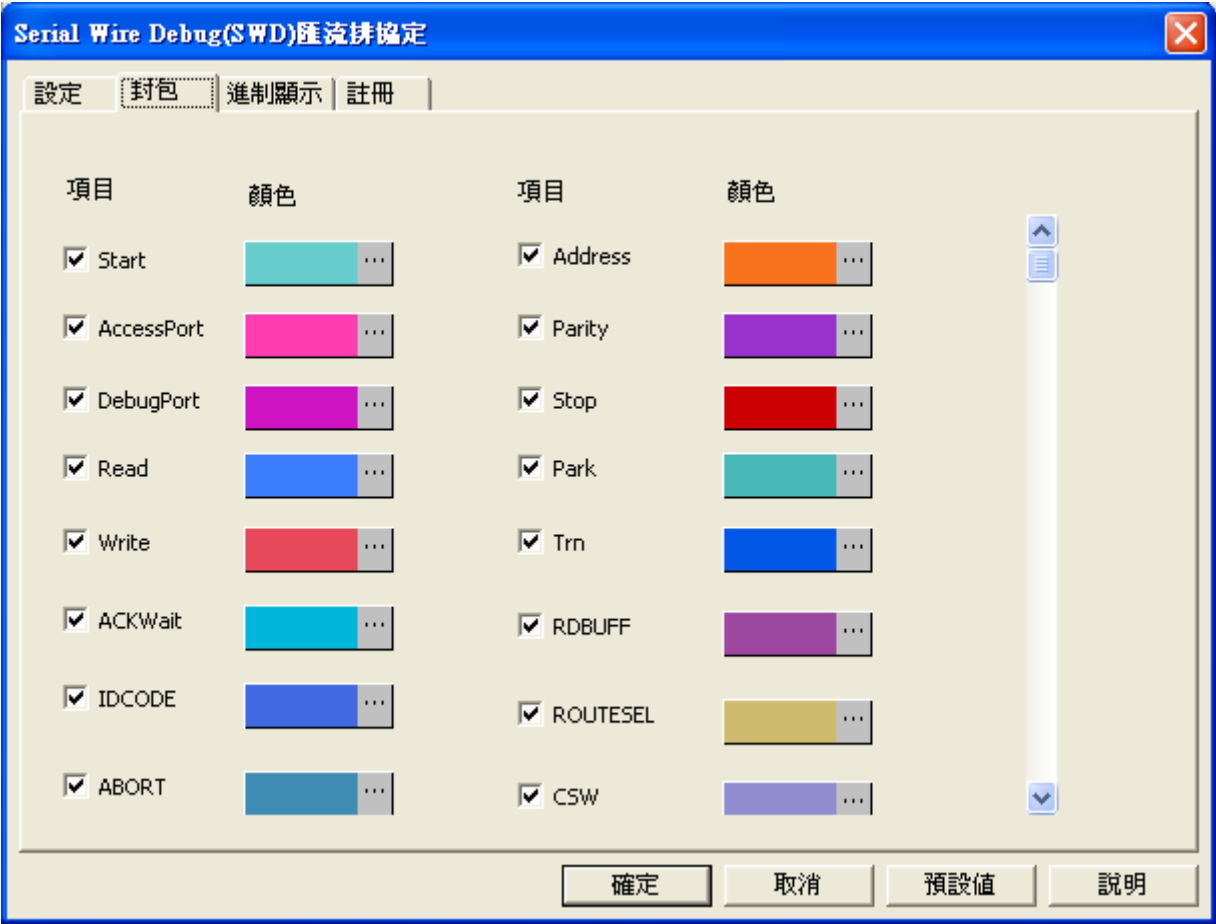 Serial Wire Debug(SWD)匯流排協定
設定 封包 進制顯示 註冊
項目 顏色 項目 顏色
Start ... Address ...
AccessPort ... Parity ...
DebugPort ... Stop ...
Read ... Park ...
Write ... Trn ...
ACKWait ... RDBUFF ...
IDCODE ... ROUTESEL ...
ABORT ... CSW ...
確定 取消 預設值 說明